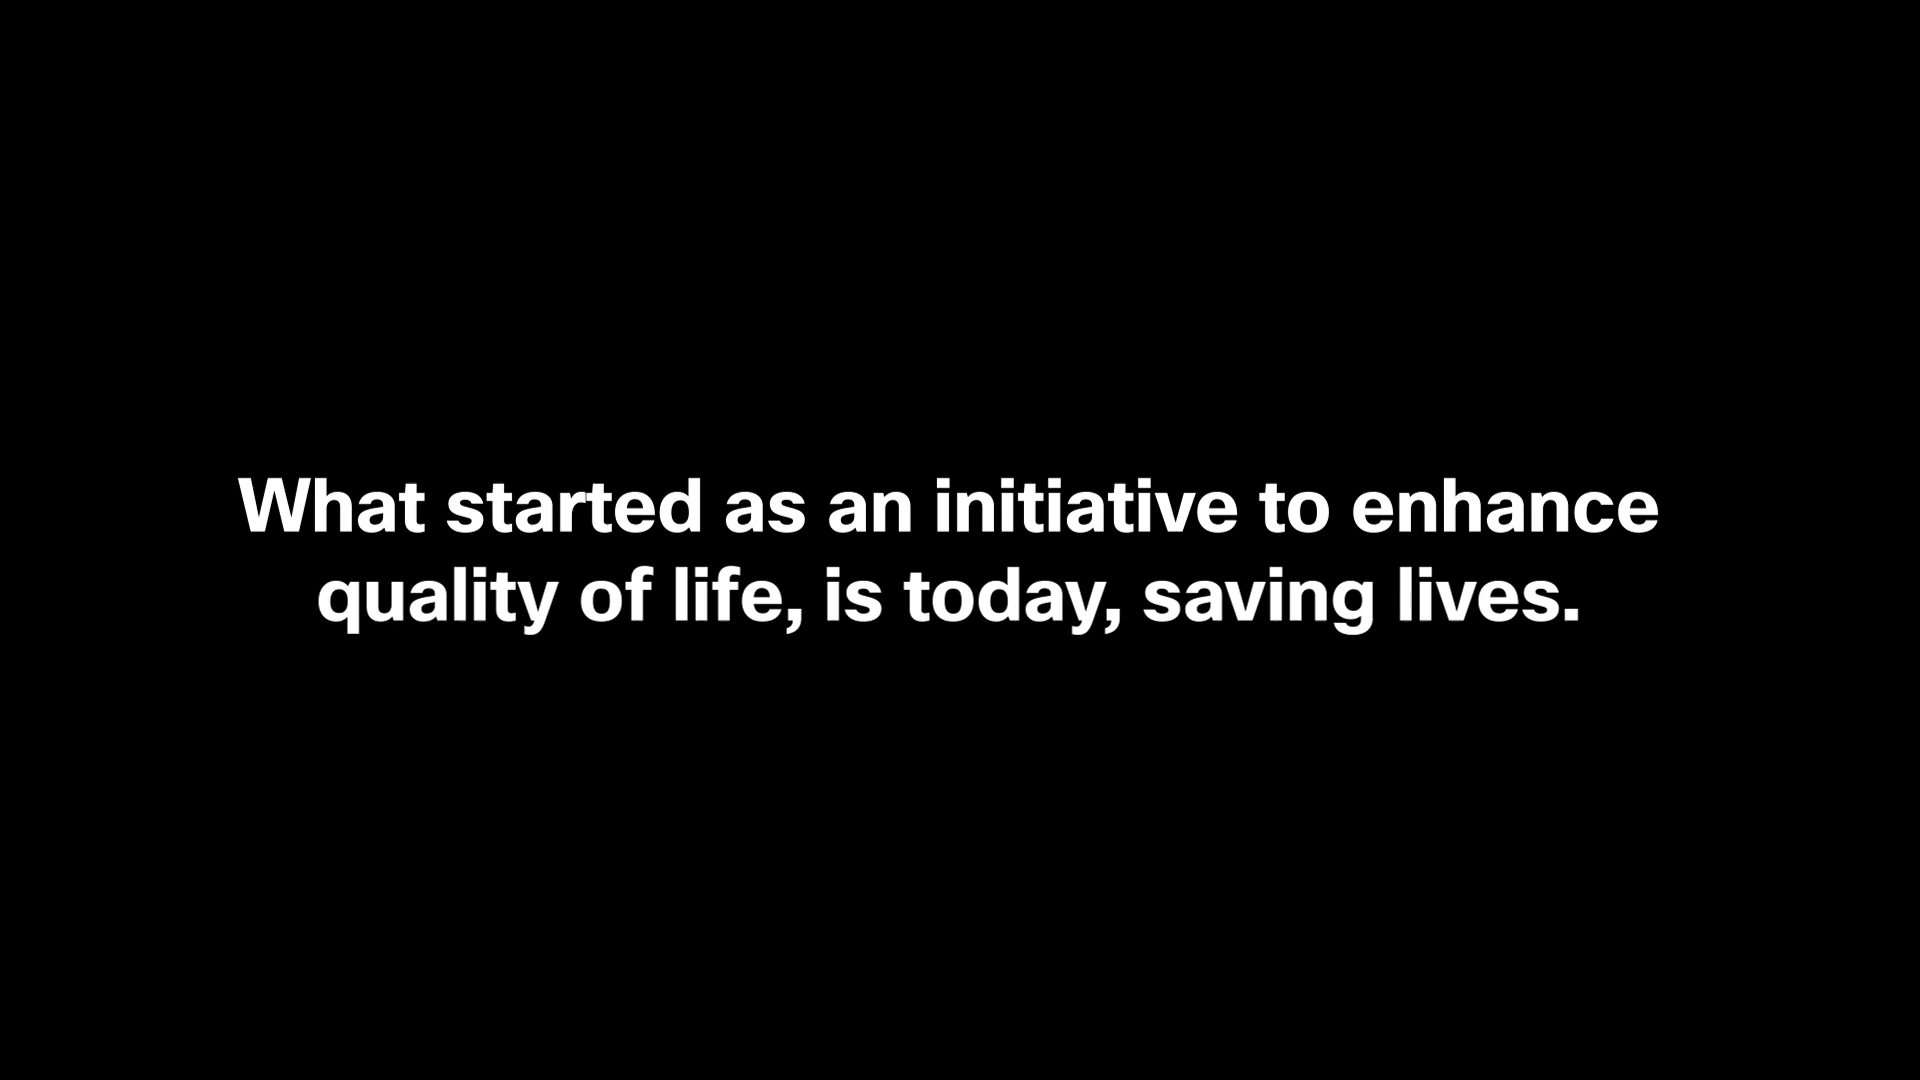 What started as an initiative to enhance
quality of life, is today, saving lives.